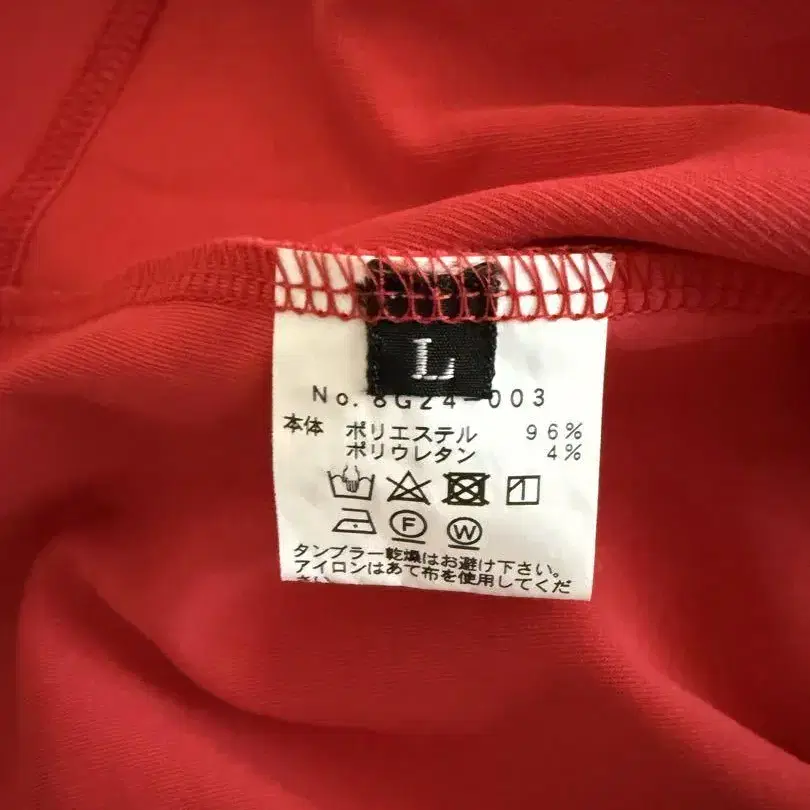 L
No. 8G24-003
本体 ポリエステル 96%
ポリウレタン 4%
F W
タンブラー乾燥はお避け下さい。
アイロンはあて布を使用してくだ
さい